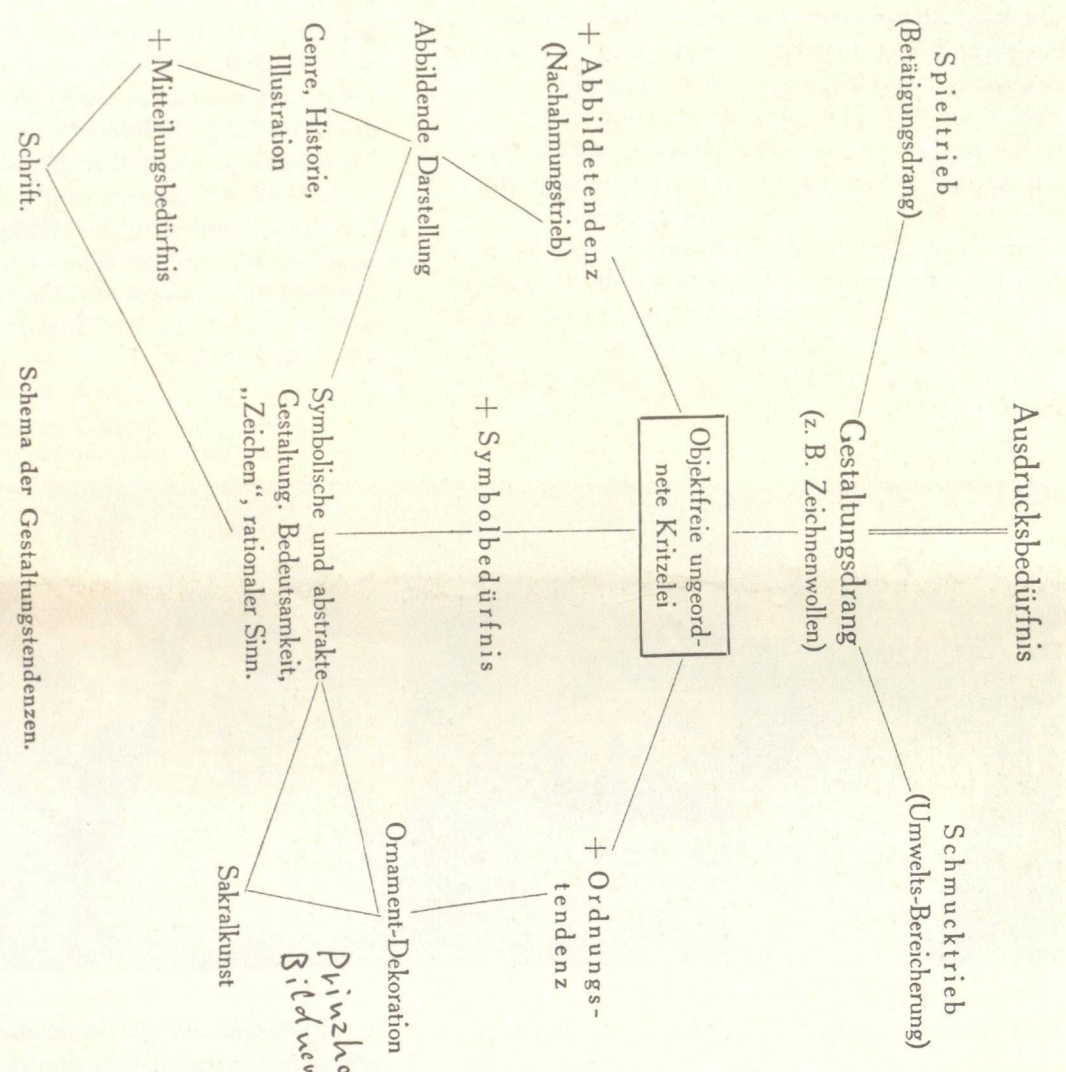 Ausdrucksbedürfnis
Spieltrieb
(Betätigungsdrang)
Gestaltungsdrang
(z. B. Zeichnenwollen)
Schmucktrieb
(Umwelts-Bereicherung)
Objektfreie ungeord-
nete Kritzelei
+ Abbildetendenz
(Nachahmungstrieb)
+ Symbolbedürfnis
+ Ordnungs-
tendenz
Abbildende Darstellung
Ornament-Dekoration
Genre, Historie,
Illustration
Symbolische und abstrakte
Gestaltung. Bedeutsamkeit,
„Zeichen“, rationaler Sinn.
Sakralkunst
+ Mitteilungsbedürfnis
Schrift.
Schema der Gestaltungstendenzen.